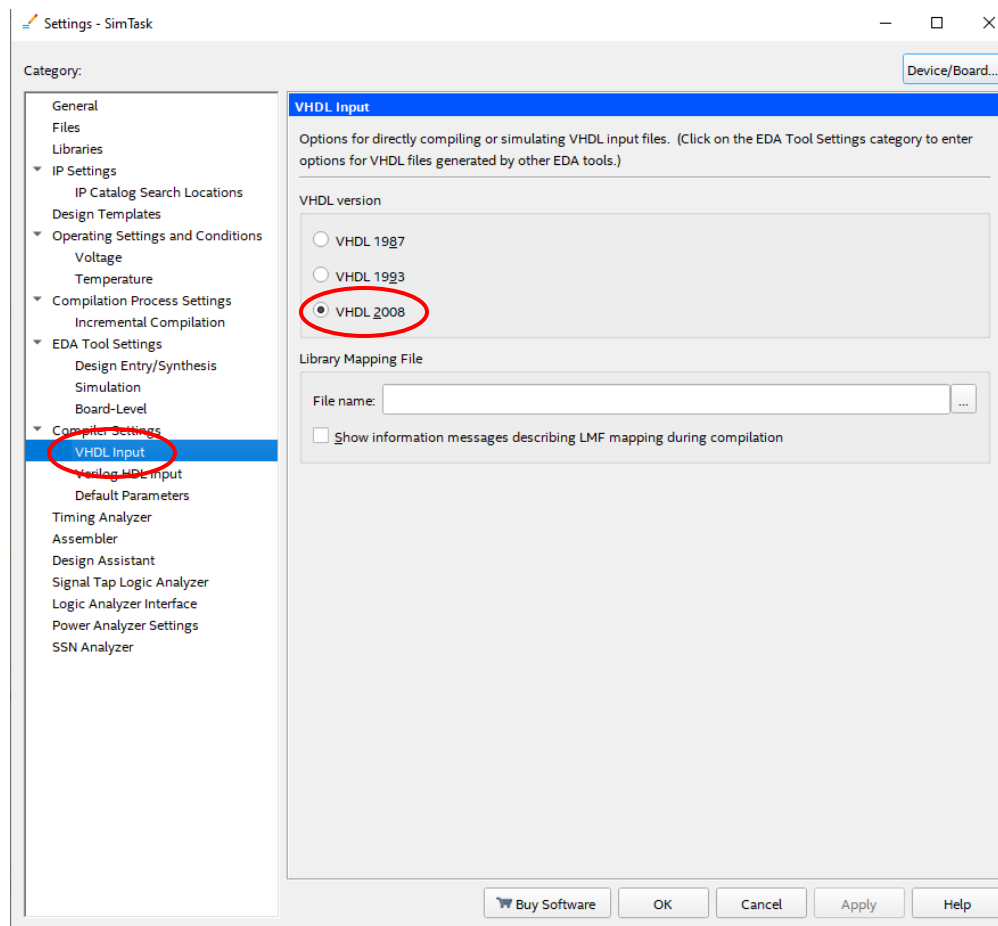 Settings - SimTask
Category:
Device/Board...
General
Files
Libraries
IP Settings
IP Catalog Search Locations
Design Templates
Operating Settings and Conditions
Voltage
Temperature
Compilation Process Settings
Incremental Compilation
EDA Tool Settings
Design Entry/Synthesis
Simulation
Board-Level
Compiler Settings
VHDL Input
Verilog HDL Input
Default Parameters
Timing Analyzer
Assembler
Design Assistant
Signal Tap Logic Analyzer
Logic Analyzer Interface
Power Analyzer Settings
SSN Analyzer
VHDL Input
Options for directly compiling or simulating VHDL input files.  (Click on the EDA Tool Settings category to enter
options for VHDL files generated by other EDA tools.)
VHDL version
VHDL 1987
VHDL 1993
VHDL 2008
Library Mapping File
File name:
...
Show information messages describing LMF mapping during compilation
Buy Software
OK
Cancel
Apply
Help